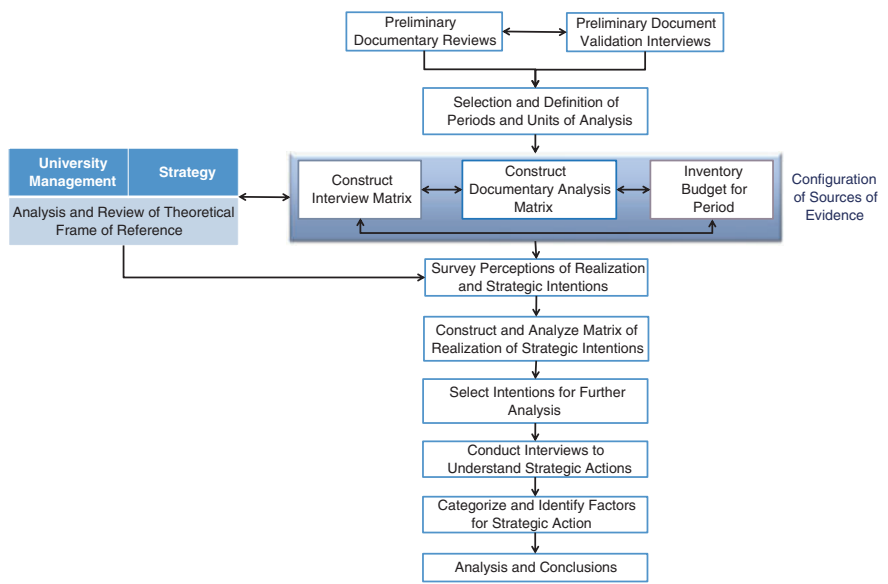 Preliminary
Documentary Reviews
Preliminary Document
Validation Interviews
Selection and Definition of
Periods and Units of Analysis
University
Management
Strategy
Analysis and Review of Theoretical
Frame of Reference
Construct
Interview Matrix
Construct
Documentary Analysis
Matrix
Inventory
Budget for
Period
Configuration
of Sources of
Evidence
Survey Perceptions of Realization
and Strategic Intentions
Construct and Analyze Matrix of
Realization of Strategic Intentions
Select Intentions for Further
Analysis
Conduct Interviews to
Understand Strategic Actions
Categorize and Identify Factors
for Strategic Action
Analysis and Conclusions